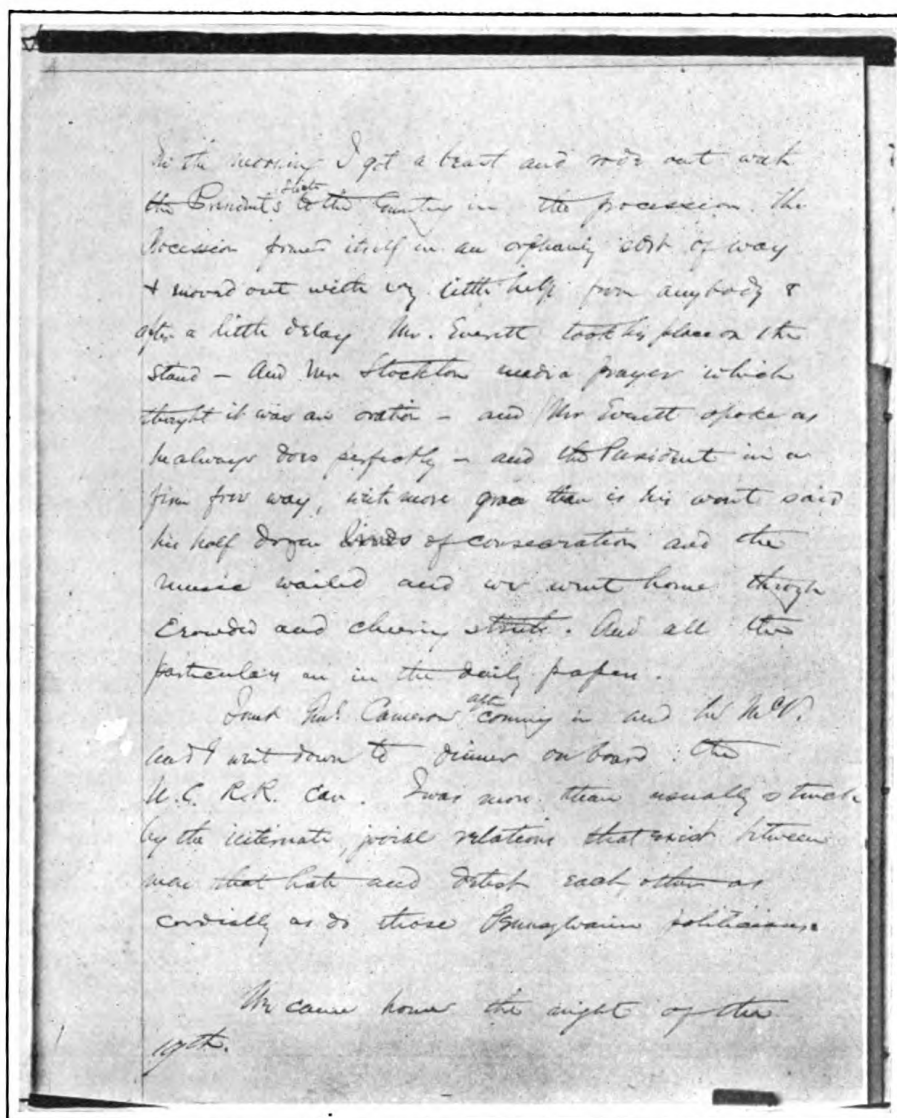 In the morning I got a beast and rode out with
the President's suite to the Cemetery in the procession. The
Procession formed itself in an orphanly sort of way
& moved out with very little help from anybody &
after a little delay Mr. Everett took his place on the
stand — And Mr Stockton made a prayer which
thought it was an oration — and Mr Everett spoke as
he always does perfectly — and the President in a
firm free way, with more grace than is his wont said
his half dozen lines of consecration and the
music wailed and we went home through
crowded and cheering streets. And all the
particulars are in the daily papers.
I met Genl Cameron after coming in and he McV.
and I went down to dinner on board the
N.C. R.R. car. I was more than usually struck
by the intimate, jovial relations that exist between
men that hate and detest each other as
cordially as do those Pennsylvania politicians.
We came home the night of the
19th.